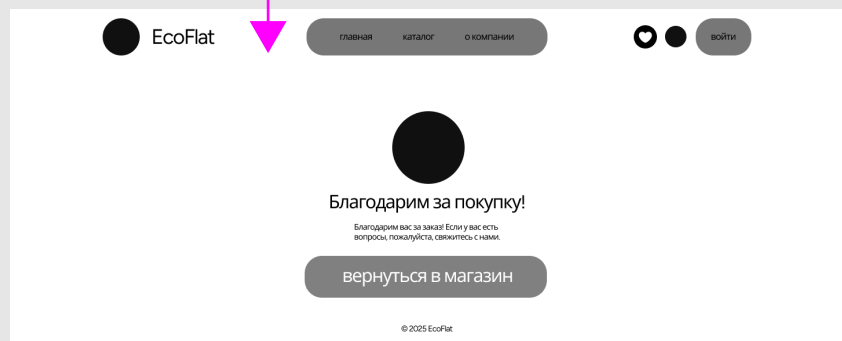 EcoFlat
главная
каталог
о компании
войти
Благодарим за покупку!
Благодарим вас за заказ! Если у вас есть
вопросы, пожалуйста, свяжитесь с нами.
вернуться в магазин
© 2025 EcoFlat